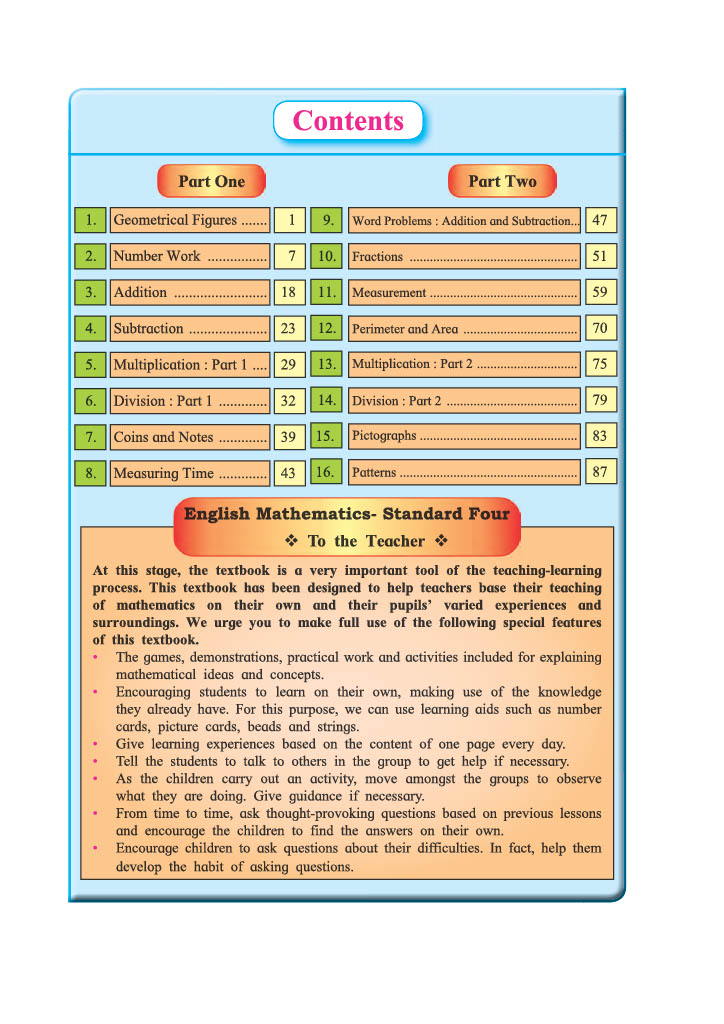 Contents
Part One
1. Geometrical Figures ....... 1
2. Number Work .............. 7
3. Addition ......................... 18
4. Subtraction ..................... 23
5. Multiplication : Part 1 .... 29
6. Division : Part 1 ............. 32
7. Coins and Notes ............. 39
8. Measuring Time ............. 43
Part Two
9. Word Problems : Addition and Subtraction... 47
10. Fractions ............................................. 51
11. Measurement ........................................ 59
12. Perimeter and Area ............................... 70
13. Multiplication : Part 2 ........................... 75
14. Division : Part 2 ................................... 79
15. Pictographs .......................................... 83
16. Patterns ................................................ 87
English Mathematics- Standard Four
❖ To the Teacher ❖
At this stage, the textbook is a very important tool of the teaching-learning
process. This textbook has been designed to help teachers base their teaching
of mathematics on their own and their pupils’ varied experiences and
surroundings. We urge you to make full use of the following special features
of this textbook.
• The games, demonstrations, practical work and activities included for explaining
mathematical ideas and concepts.
• Encouraging students to learn on their own, making use of the knowledge
they already have. For this purpose, we can use learning aids such as number
cards, picture cards, beads and strings.
• Give learning experiences based on the content of one page every day.
• Tell the students to talk to others in the group to get help if necessary.
• As the children carry out an activity, move amongst the groups to observe
what they are doing. Give guidance if necessary.
• From time to time, ask thought-provoking questions based on previous lessons
and encourage the children to find the answers on their own.
• Encourage children to ask questions about their difficulties. In fact, help them
develop the habit of asking questions.